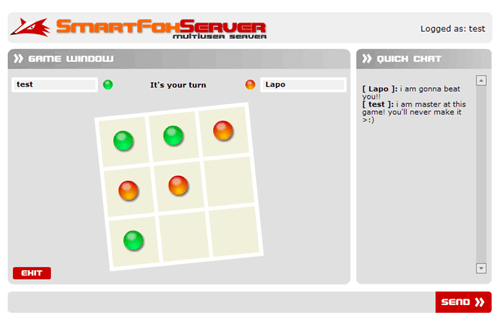 SmartFoxServer
multiuser server
Logged as: test
GAME WINDOW
QUICK CHAT
test
It's your turn
Lapo
[ Lapo ]: i am gonna beat
you!!
[ test ]: i am master at this
game! you'll never make it
>:)
EXIT
SEND